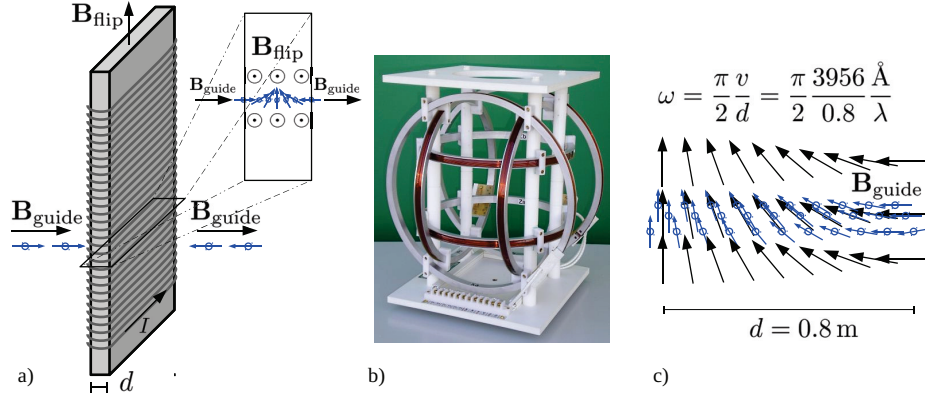 B_flip
B_guide
B_guide
I
d
a)
B_flip
B_guide
B_guide
b)
ω = π/2 v/d = π/2 3956/0.8 Å/λ
B_guide
d = 0.8 m
c)